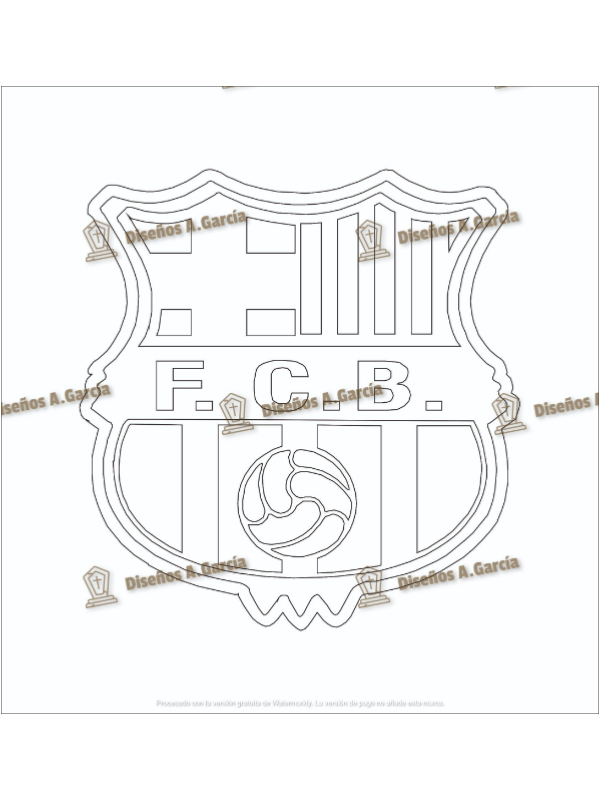 Diseños A.García
Diseños A.García
F.C.B.
Diseños A.García
Diseños A.García
Diseños A.
Diseños A.García
Diseños A.García
Procesado con la versión gratuita de Watermarkly. La versión de pago no añade esta marca.